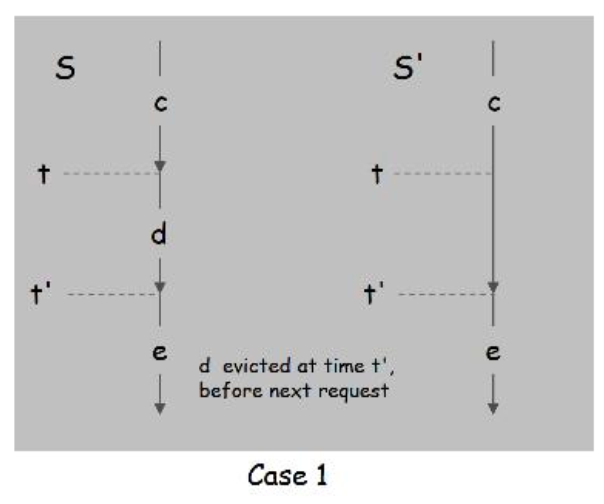 S S'
c c
t t
d
t' t'
e e
d evicted at time t',
before next request
Case 1